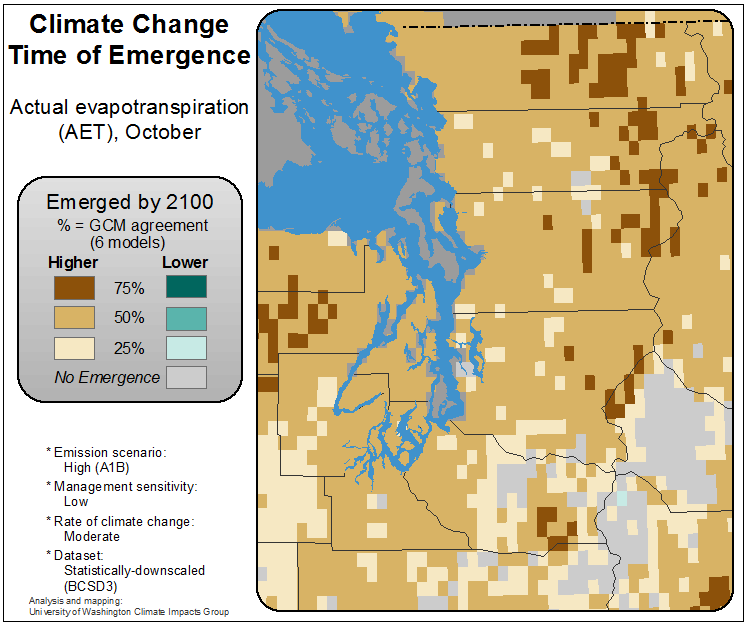 Climate Change
Time of Emergence
Actual evapotranspiration
(AET), October
Emerged by 2100
% = GCM agreement
(6 models)
Higher Lower
75%
50%
25%
No Emergence
* Emission scenario:
High (A1B)
* Management sensitivity:
Low
* Rate of climate change:
Moderate
* Dataset:
Statistically-downscaled
(BCSD3)
Analysis and mapping:
University of Washington Climate Impacts Group